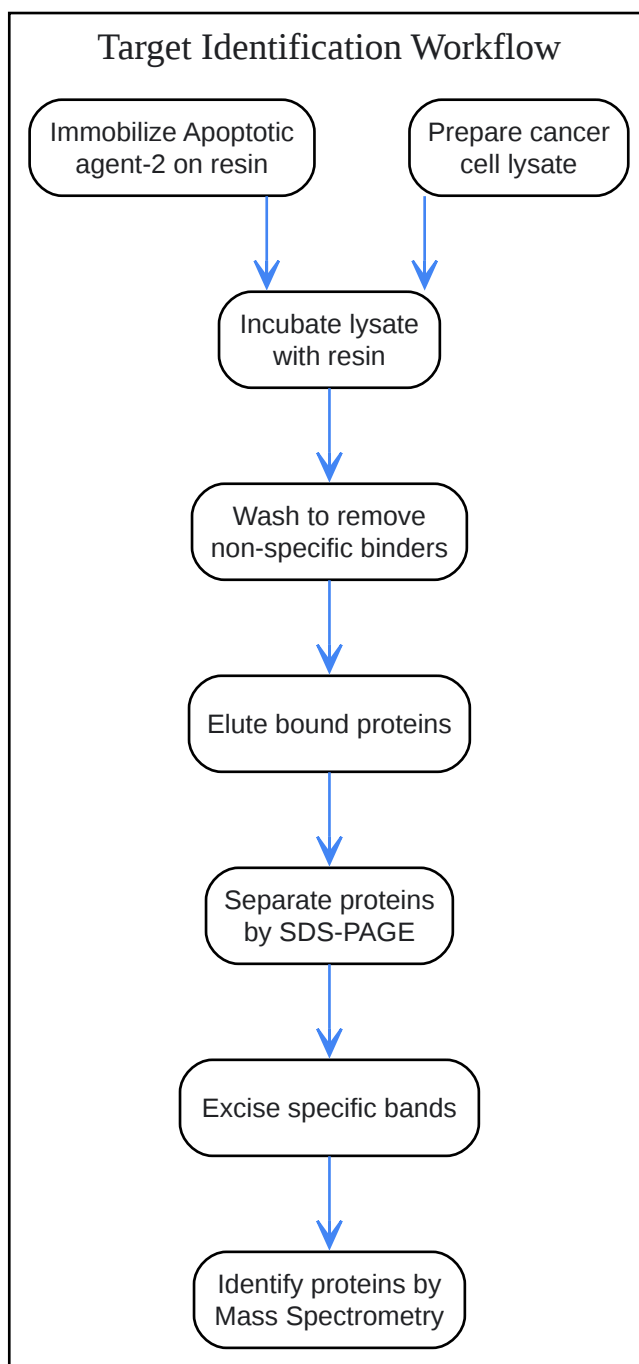 Target Identification Workflow
Immobilize Apoptotic
agent-2 on resin
Prepare cancer
cell lysate
Incubate lysate
with resin
Wash to remove
non-specific binders
Elute bound proteins
Separate proteins
by SDS-PAGE
Excise specific bands
Identify proteins by
Mass Spectrometry